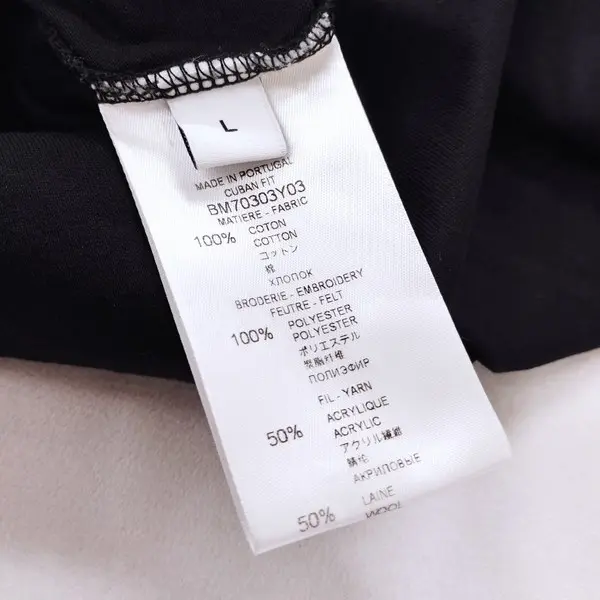 L
MADE IN PORTUGAL
CUBAN FIT
BM70303Y03
MATIERE - FABRIC
100% COTON
COTTON
コットン
棉
ХЛОПОК
BRODERIE - EMBROIDERY
FEUTRE - FELT
100% POLYESTER
POLYESTER
ポリエステル
聚脂纤维
ПОЛИЭФИР
FIL - YARN
50% ACRYLIQUE
ACRYLIC
アクリル繊維
腈纶
АКРИЛОВЫЕ
50% LAINE
WOOL